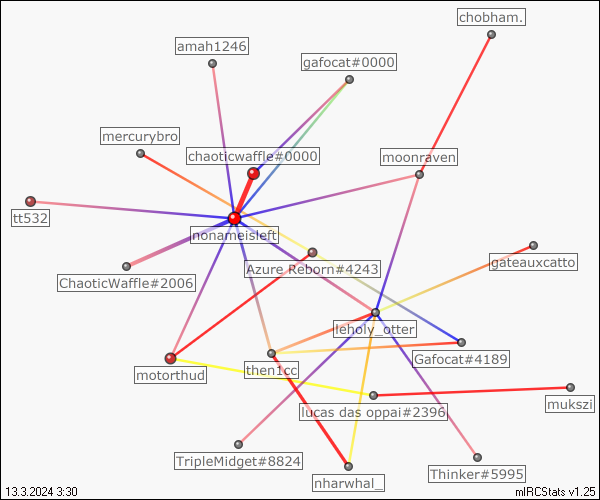 chobham.
amah1246
gafocat#0000
mercurybro
chaoticwaffle#0000
moonraven
tt532
nonameisleft
gateauxcatto
Azure Reborn#4243
ChaoticWaffle#2006
leholy_otter
Gafocat#4189
then1cc
motorthud
mukszi
lucas das oppai#2396
TripleMidget#8824
Thinker#5995
nharwhal_
13.3.2024 3:30
mIRCStats v1.25